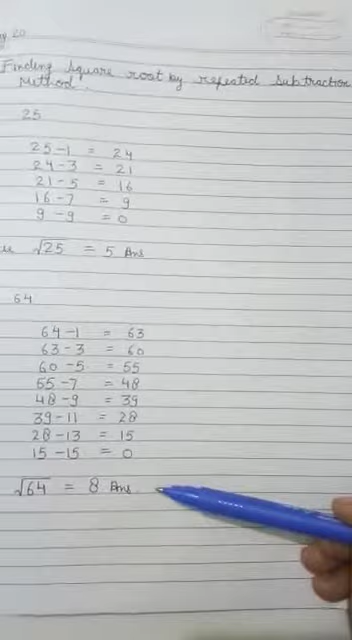 Finding Square root by repeated Subtraction
Method.
25
25-1 = 24
24-3 = 21
21-5 = 16
16-7 = 9
9-9 = 0
√25 = 5 Ans
64
64-1 = 63
63-3 = 60
60-5 = 55
55-7 = 48
48-9 = 39
39-11 = 28
28-13 = 15
15-15 = 0
√64 = 8 Ans